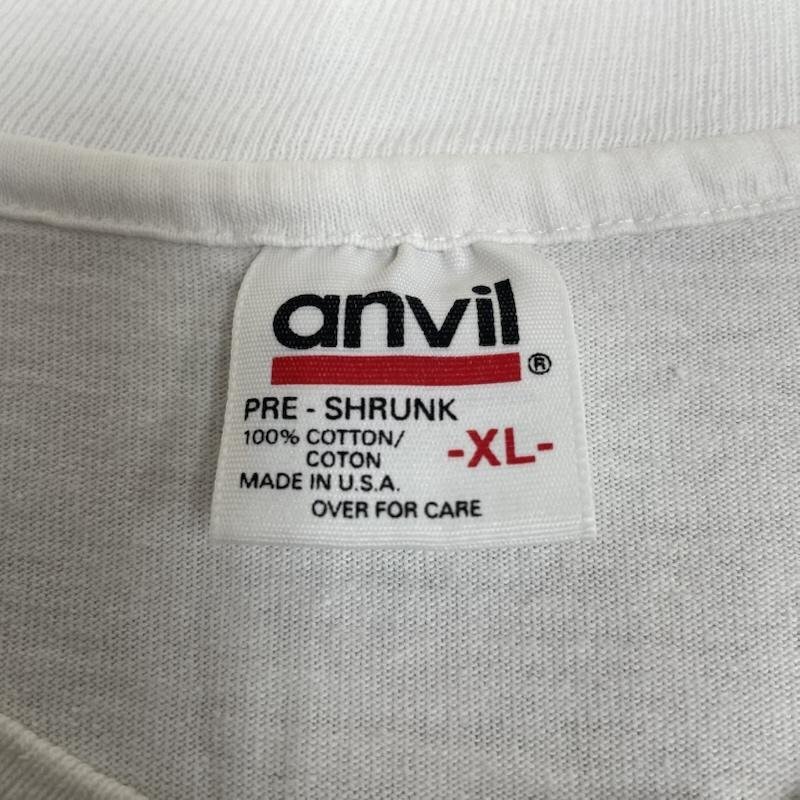 anvil®
PRE - SHRUNK
100% COTTON/
COTON
-XL-
MADE IN U.S.A.
OVER FOR CARE